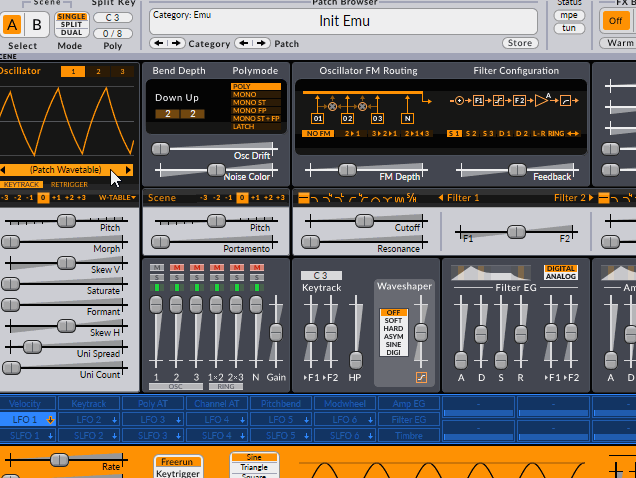 Scene
Split Key
Patch Browser
Status
FX B
A B
SINGLE
SPLIT
DUAL
C 3
0 / 8
Category: Emu
Init Emu
mpe
tun
Off
Select Mode Poly
Category Patch
Store
Warm
SCENE
Oscillator 1 2 3
Bend Depth
Polymode
Oscillator FM Routing
Filter Configuration
Down Up
2 2
POLY
MONO
MONO ST
MONO FP
MONO ST + FP
LATCH
O1 O2 O3 N
NO FM 2▸1 3▸2▸1 2▸1◂3
F1 F2 A
S 1 S 2 S 3 D 1 D 2 L-R RING
(Patch Wavetable)
Osc Drift
Noise Color
FM Depth
Feedback
KEYTRACK RETRIGGER
-3 -2 -1 0 +1 +2 +3 W-TABLE
Scene -3 -2 -1 0 +1 +2 +3
Filter 1
Filter 2
Pitch
Morph
Skew V
Saturate
Formant
Skew H
Uni Spread
Uni Count
Pitch
Portamento
Cutoff
Resonance
F1 F2
M M M M M M
S S S S S S
1 2 3 1×2 2×3 N Gain
OSC RING
C 3
Keytrack
F1 F2 HP
Waveshaper
OFF
SOFT
HARD
ASYM
SINE
DIGI
DIGITAL
ANALOG
Filter EG
A D S R F1 F2
Am
A D
Velocity Keytrack Poly AT Channel AT Pitchbend Modwheel Amp EG - - -
LFO 1 LFO 2 LFO 3 LFO 4 LFO 5 LFO 6 Filter EG
SLFO 1 SLFO 2 SLFO 3 SLFO 4 SLFO 5 SLFO 6 Timbre - - -
Rate
Freerun
Keytrigger
Sine
Triangle
Square